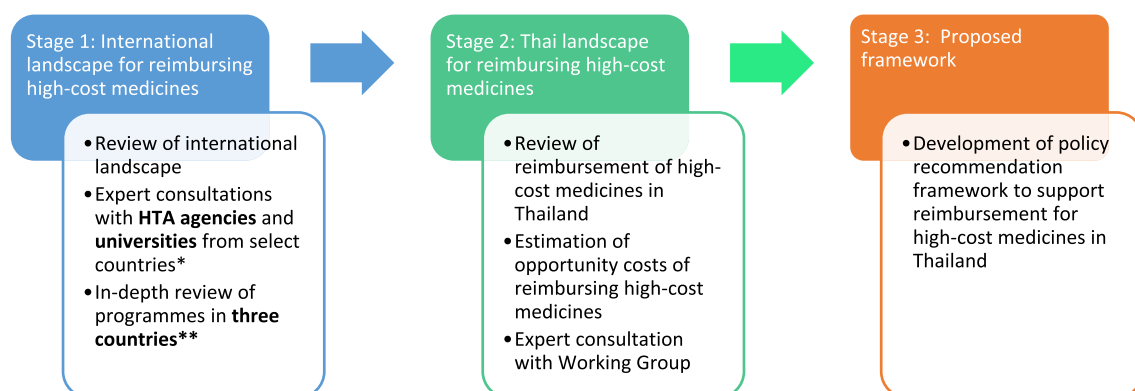 Stage 1: International
landscape for reimbursing
high-cost medicines
•Review of international
landscape
•Expert consultations
with HTA agencies and
universities from select
countries*
•In-depth review of
programmes in three
countries**
Stage 2: Thai landscape
for reimbursing high-cost
medicines
•Review of
reimbursement of high-
cost medicines in
Thailand
•Estimation of
opportunity costs of
reimbursing high-cost
medicines
•Expert consultation
with Working Group
Stage 3:  Proposed
framework
•Development of policy
recommendation
framework to support
reimbursement for
high-cost medicines in
Thailand